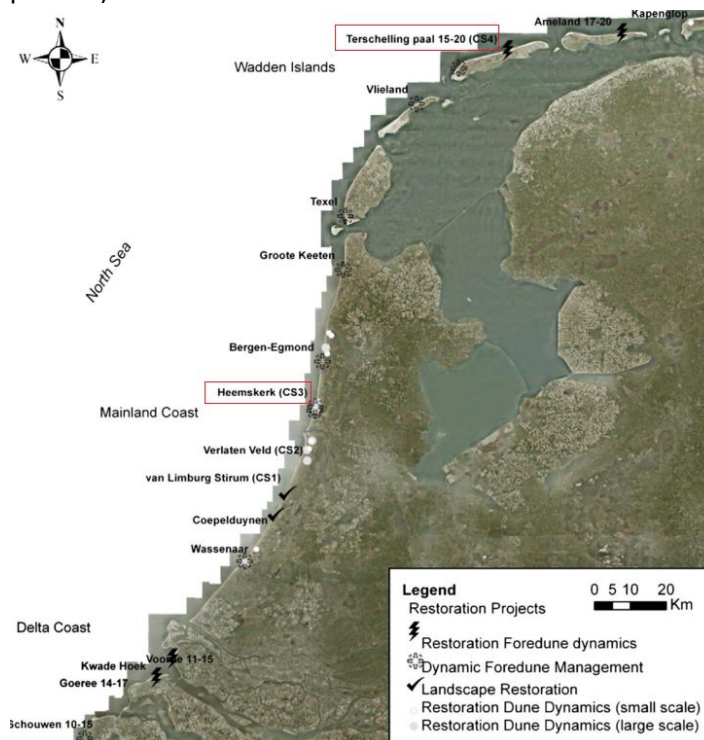 N
W E
S
Kapenglop
Ameland 17-20
Terschelling paal 15-20 (CS4)
Wadden Islands
Vlieland
Texel
Groote Keeten
North Sea
Bergen-Egmond
Heemskerk (CS3)
Mainland Coast
Verlaten Veld (CS2)
van Limburg Stirum (CS1)
Coepelduynen
Wassenaar
Delta Coast
Voorne 11-15
Kwade Hoek
Goeree 14-17
Schouwen 10-15
Legend
Restoration Projects
0 5 10 20
Km
Restoration Foredune dynamics
Dynamic Foredune Management
Landscape Restoration
Restoration Dune Dynamics (small scale)
Restoration Dune Dynamics (large scale)